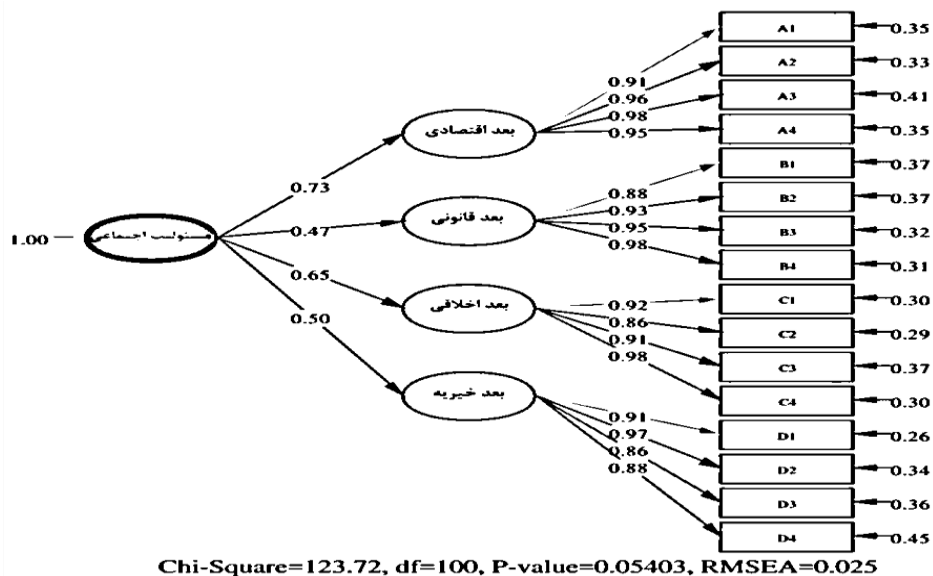 A1
0.35
A2
0.33
0.91
0.96
A3
0.41
0.98
بعد اقتصادی
0.95
A4
0.35
B1
0.37
0.73
0.88
B2
0.37
0.93
بعد قانونی
0.95
B3
0.32
1.00
مسئولیت اجتماعی
0.47
0.98
B4
0.31
0.65
C1
0.30
بعد اخلاقی
0.92
0.86
C2
0.29
0.50
0.91
0.98
C3
0.37
بعد خیریه
C4
0.30
0.91
D1
0.26
0.97
0.86
D2
0.34
0.88
D3
0.36
D4
0.45
Chi-Square=123.72, df=100, P-value=0.05403, RMSEA=0.025